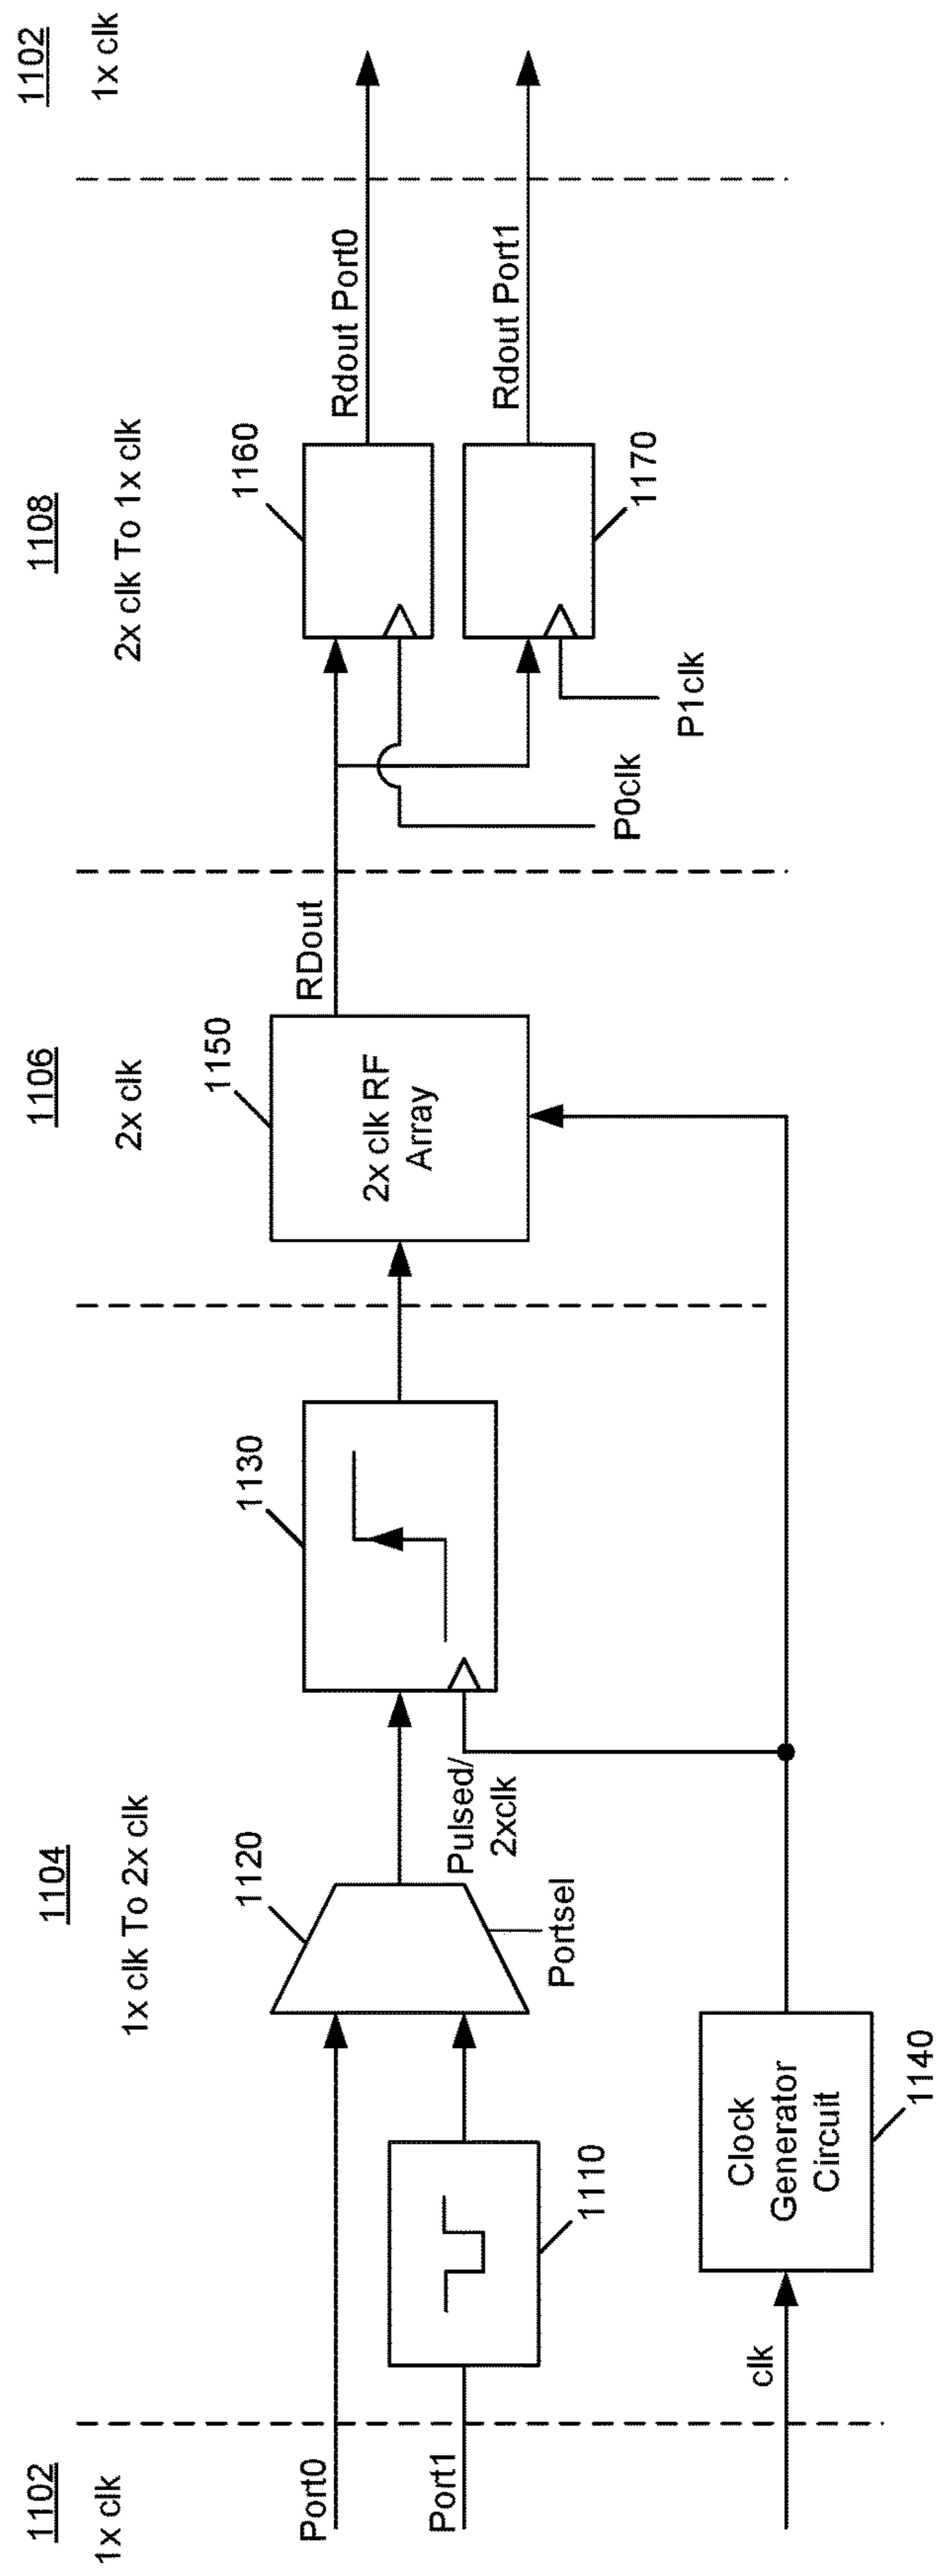 1102
1x clk
1104
1x clk To 2x clk
1106
2x clk
1108
2x clk To 1x clk
1102
1x clk
Port0
Port1
clk
1110
1120
Portsel
Pulsed/
2xclk
1130
Clock
Generator
Circuit
1140
1150
2x clk RF
Array
RDout
P0clk
P1clk
1160
1170
Rdout Port0
Rdout Port1